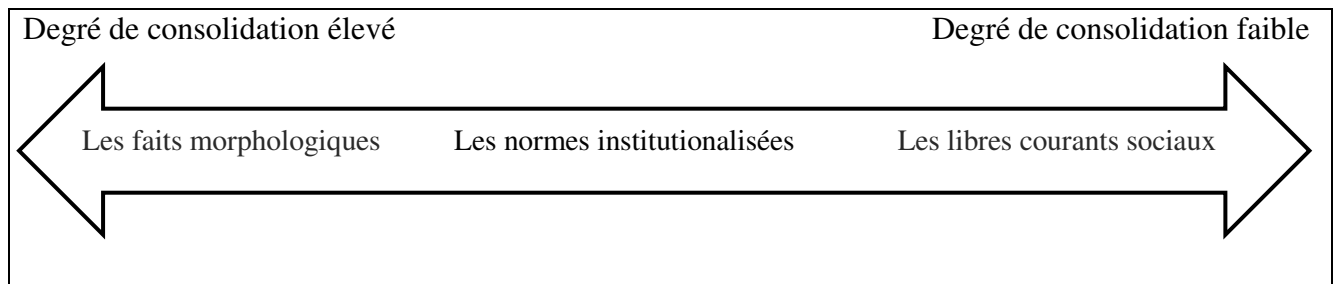 Degré de consolidation élevé Degré de consolidation faible
Les faits morphologiques Les normes institutionalisées Les libres courants sociaux